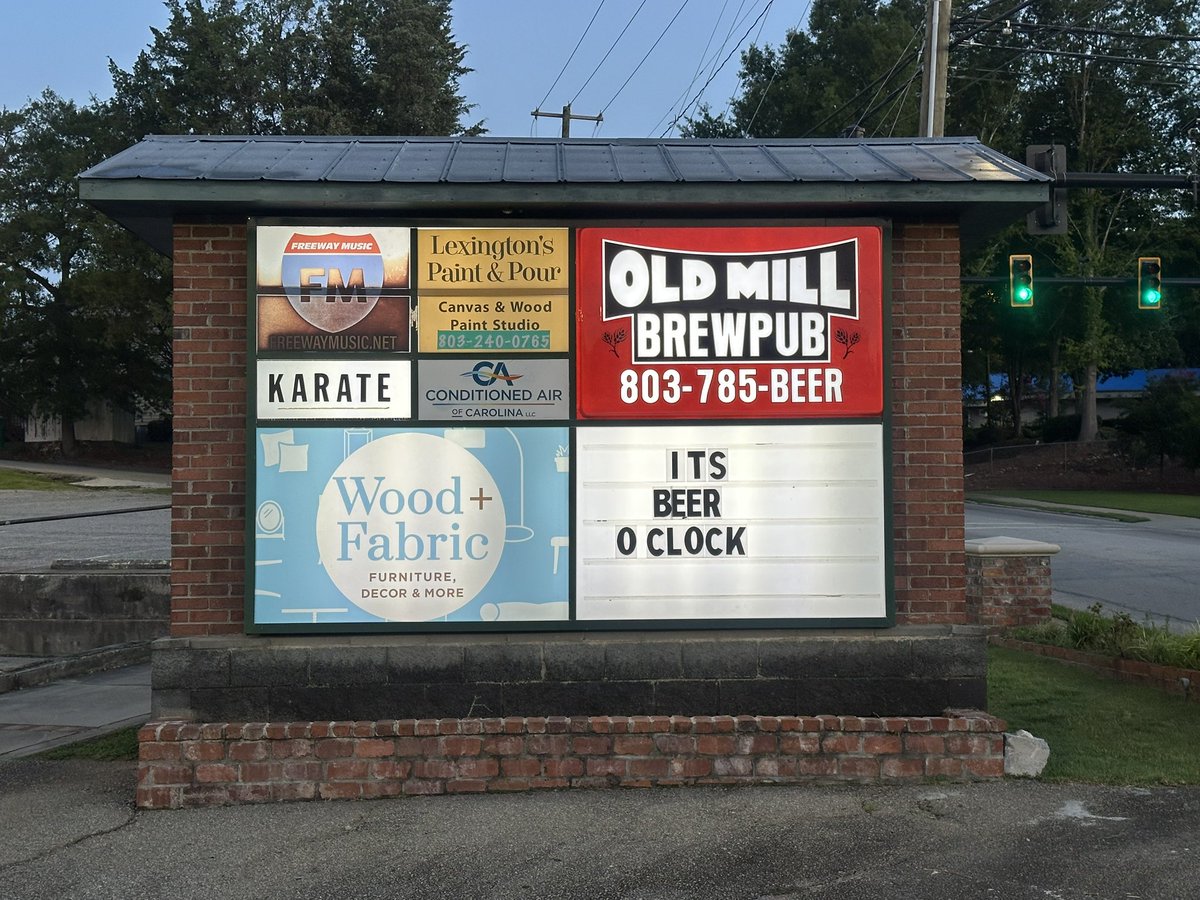 FREEWAY MUSIC
FM
FREEWAYMUSIC.NET
Lexington's
Paint & Pour
Canvas & Wood
Paint Studio
803-240-0765
KARATE
CA
CONDITIONED AIR
OF CAROLINA LLC
OLD MILL
BREWPUB
803-785-BEER
Wood+
Fabric
FURNITURE,
DECOR & MORE
ITS
BEER
O CLOCK